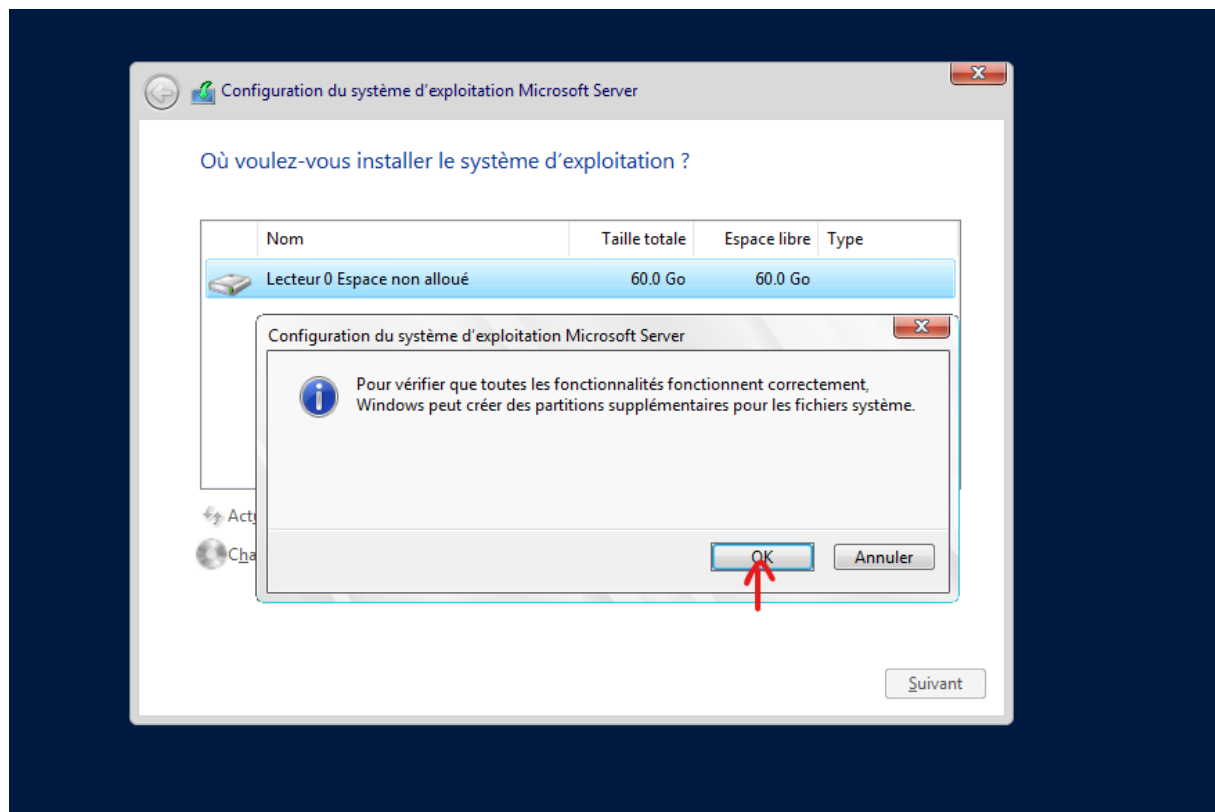 Configuration du système d'exploitation Microsoft Server
Où voulez-vous installer le système d'exploitation ?
Nom Taille totale Espace libre Type
Lecteur 0 Espace non alloué 60.0 Go 60.0 Go
Configuration du système d'exploitation Microsoft Server
Pour vérifier que toutes les fonctionnalités fonctionnent correctement,
Windows peut créer des partitions supplémentaires pour les fichiers système.
OK Annuler
Suivant